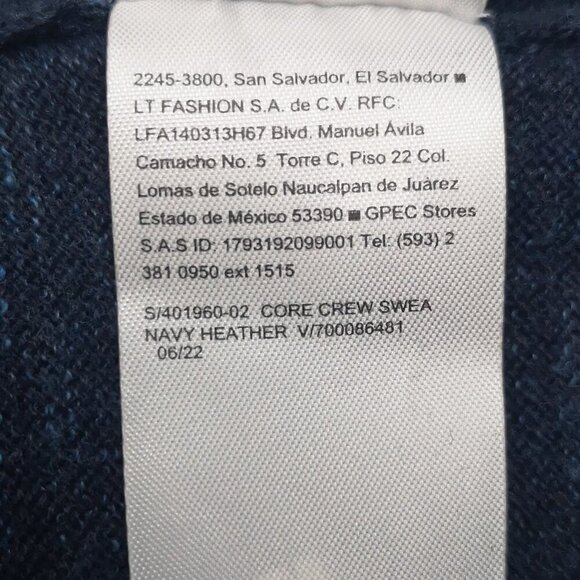 2245-3800, San Salvador, El Salvador ■
LT FASHION S.A. de C.V. RFC:
LFA140313H67 Blvd. Manuel Ávila
Camacho No. 5 Torre C, Piso 22 Col.
Lomas de Sotelo Naucalpan de Juárez
Estado de México 53390 ■ GPEC Stores
S.A.S ID: 1793192099001 Tel: (593) 2
381 0950 ext 1515
S/401960-02 CORE CREW SWEA
NAVY HEATHER V/700086481
06/22